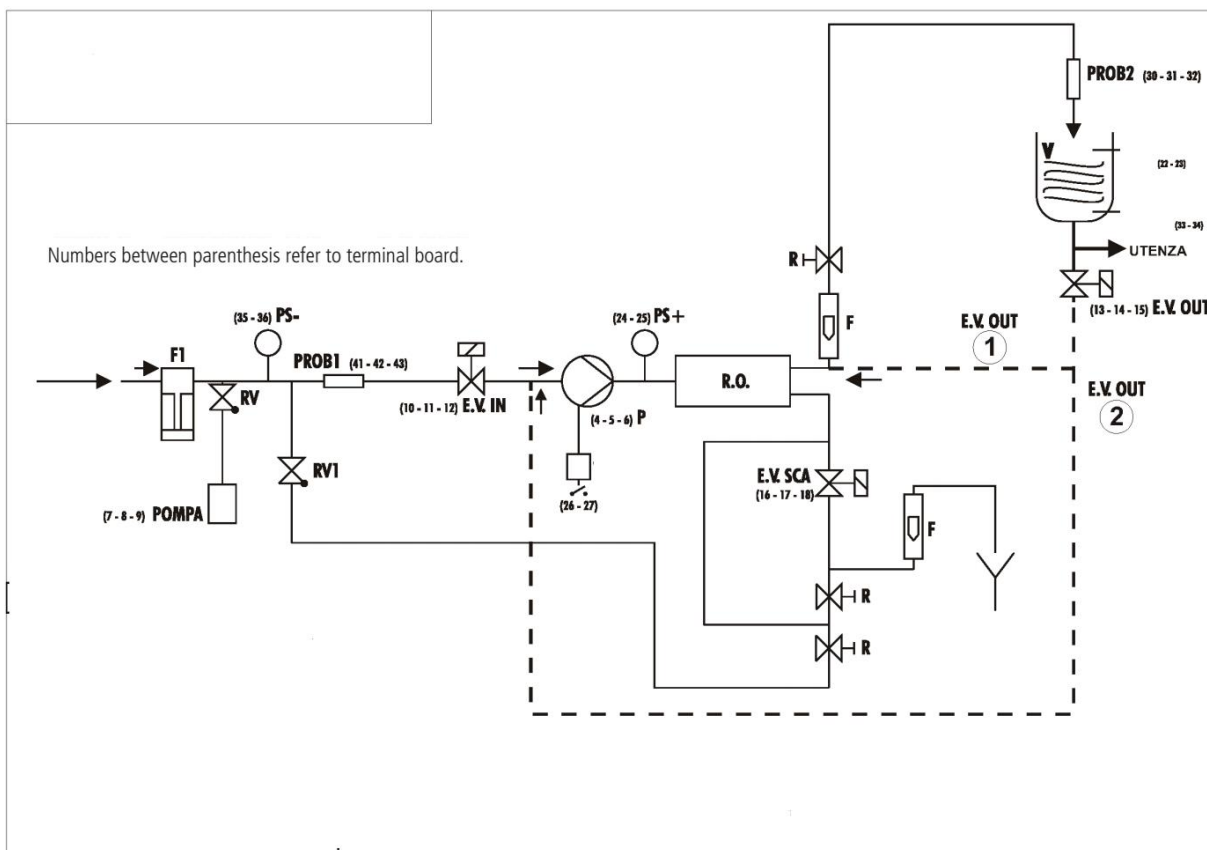 PROB2 (30 - 31 - 32)
V
(22 - 23)
(33 - 34)
UTENZA
(13 - 14 - 15) E.V. OUT
Numbers between parenthesis refer to terminal board.
R
F
E.V. OUT
1
E.V. OUT
2
(35 - 36) PS-
(24 - 25) PS+
F1
PROB1 (41 - 42 - 43)
R.O.
RV
(10 - 11 - 12) E.V. IN
(4 - 5 - 6) P
RV1
E.V. SCA
(16 - 17 - 18)
(7 - 8 - 9) POMPA
(26 - 27)
F
R
R